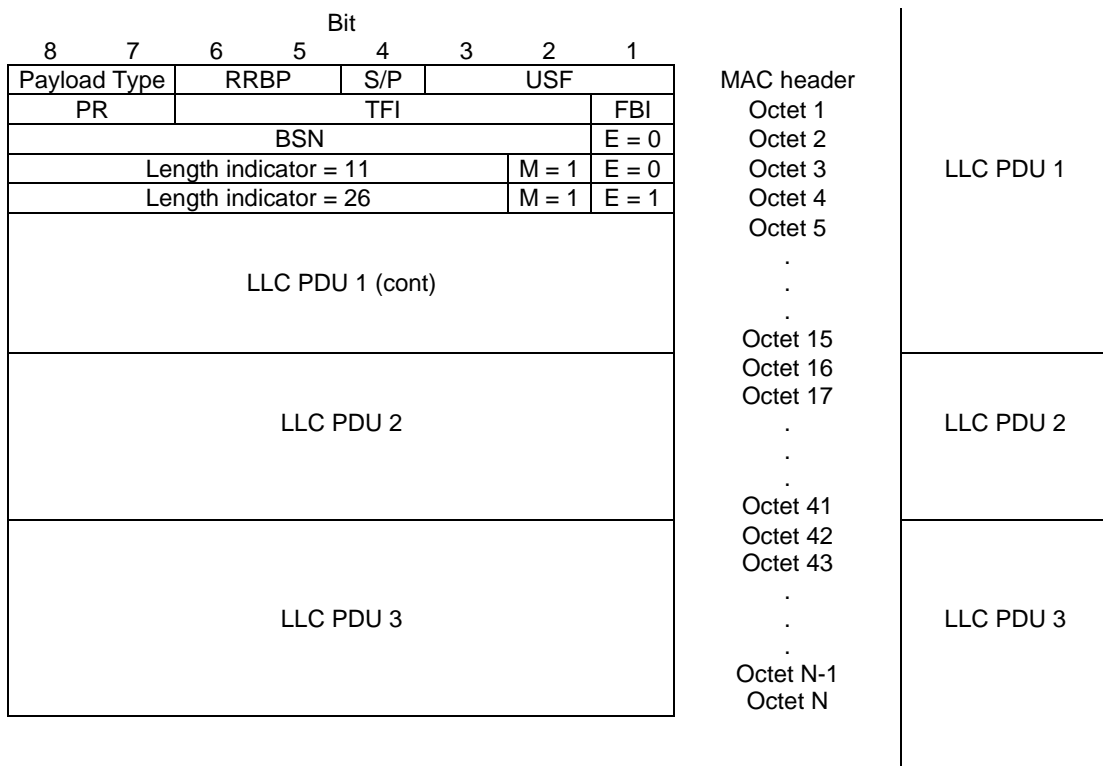 Bit
8 7 6 5 4 3 2 1
Payload Type RRBP S/P USF MAC header
PR TFI FBI Octet 1
BSN E = 0 Octet 2
Length indicator = 11 M = 1 E = 0 Octet 3 LLC PDU 1
Length indicator = 26 M = 1 E = 1 Octet 4
Octet 5
.
LLC PDU 1 (cont) .
.
Octet 15
Octet 16
Octet 17
LLC PDU 2 . LLC PDU 2
.
.
Octet 41
Octet 42
Octet 43
.
LLC PDU 3 . LLC PDU 3
.
Octet N-1
Octet N